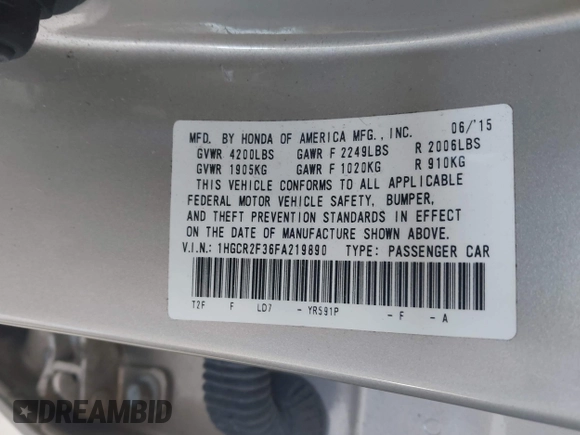 MFD. BY HONDA OF AMERICA MFG., INC. 06/'15
GVWR 4200LBS GAWR F 2249LBS R 2006LBS
GVWR 1905KG GAWR F 1020KG R 910KG
THIS VEHICLE CONFORMS TO ALL APPLICABLE
FEDERAL MOTOR VEHICLE SAFETY, BUMPER,
AND THEFT PREVENTION STANDARDS IN EFFECT
ON THE DATE OF MANUFACTURE SHOWN ABOVE.
V.I.N.: 1HGCR2F36FA219890 TYPE: PASSENGER CAR
T2F F LD7 - YR591P - F - A
DREAMBID